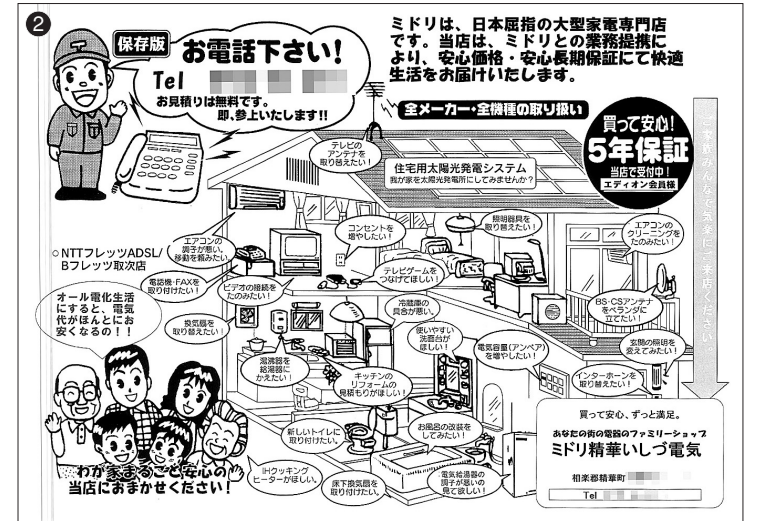 2
保存版
お電話下さい!
Tel
お見積りは無料です。
即、参上いたします!!
ミドリは、日本屈指の大型家電専門店
です。当店は、ミドリとの業務提携に
より、安心価格・安心長期保証にて快適
生活をお届けいたします。
全メーカー・全機種の取り扱い
買って安心!
5年保証
当店で受付中!
エディオン会員様
ご家族みんなで気楽にご来店ください。
テレビの
アンテナを
取り替えたい!
住宅用太陽光発電システム
我が家を太陽光発電所にしてみませんか?
エアコンの
調子が悪い。
移動を頼みたい。
コンセントを
増やしたい!
照明器具を
取り替えたい!
エアコンの
クリーニングを
たのみたい!
○NTTフレッツADSL/
Bフレッツ取次店
電話機・FAXを
取り付けたい!
ビデオの接続を
たのみたい!
テレビゲームを
つなげてほしい!
BS・CSアンテナ
をベランダに
立てたい!
オール電化生活
にすると、電気
代がほんとにお
安くなるの!!
換気扇を
取り替えたい!
冷蔵庫の
具合が悪い。
使いやすい
洗面台が
ほしい!
電気容量(アンペア)
を増やしたい!
玄関の照明を
変えてみたい!
湯沸器を
給湯器に
かえたい!
キッチンの
リフォームの
見積もりがほしい!
インターホーンを
取り替えたい!
新しいトイレに
取り付けたい。
お風呂の改装を
してみたい!
IHクッキング
ヒーターがほしい。
床下換気扇を
取り付けたい。
電気給湯器の
調子が悪いの
見て欲しい!
わが家まるごと安心の
当店におまかせください!
買って安心、ずっと満足。
あなたの街の電器のファミリーショップ
ミドリ精華いしづ電気
相楽郡精華町
Tel